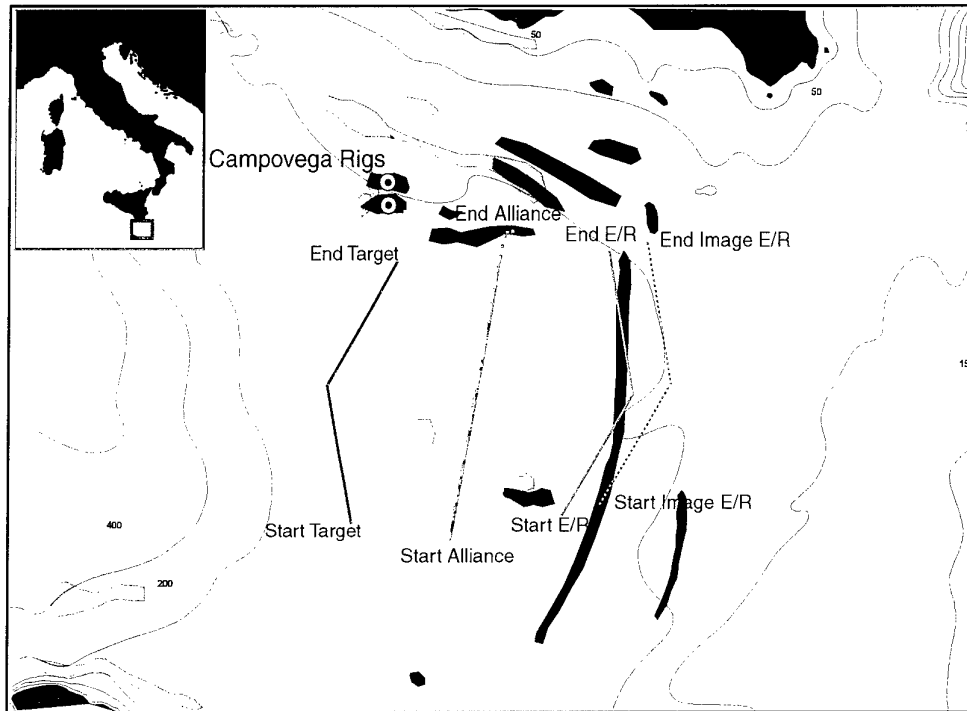 50
50
Campovega Rigs
End Alliance
End E/R
End Image E/R
End Target
15
Start Image E/R
Start E/R
Start Target
400
Start Alliance
200